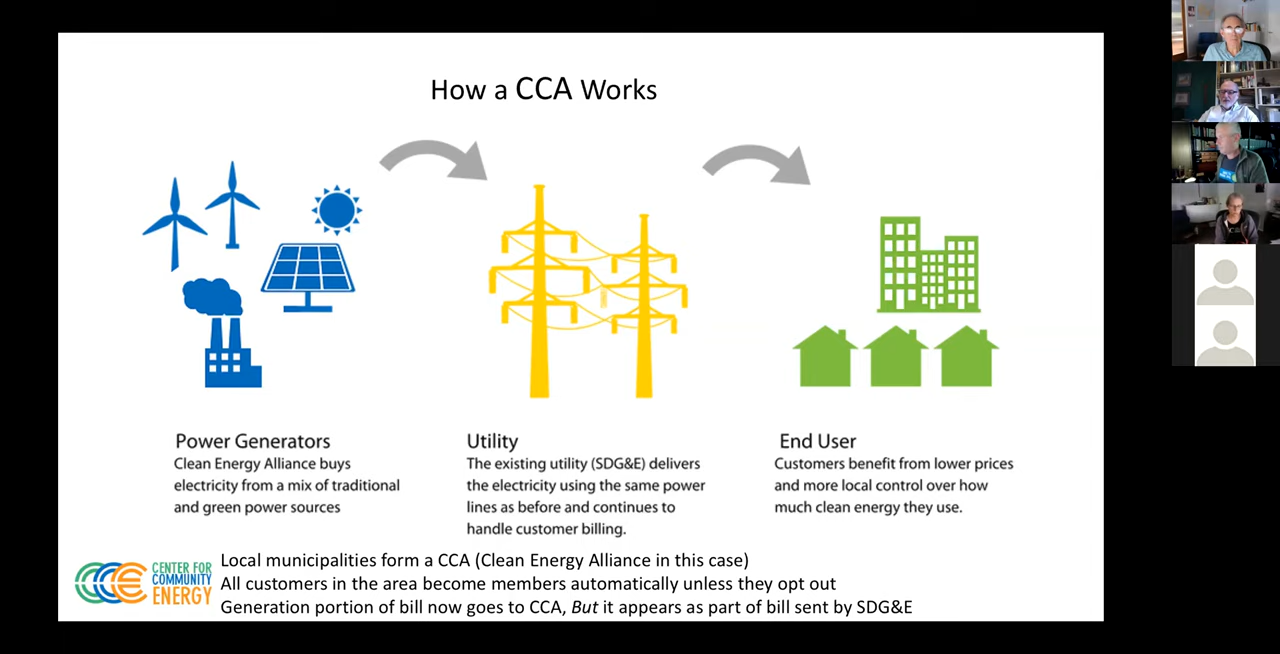 How a CCA Works
Power Generators
Clean Energy Alliance buys
electricity from a mix of traditional
and green power sources
Utility
The existing utility (SDG&E) delivers
the electricity using the same power
lines as before and continues to
handle customer billing.
End User
Customers benefit from lower prices
and more local control over how
much clean energy they use.
CCE
CENTER FOR
COMMUNITY
ENERGY
Local municipalities form a CCA (Clean Energy Alliance in this case)
All customers in the area become members automatically unless they opt out
Generation portion of bill now goes to CCA, But it appears as part of bill sent by SDG&E